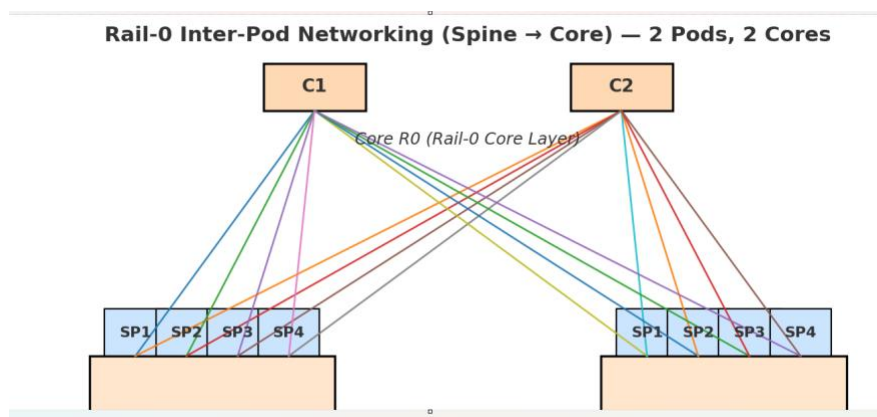 Rail-0 Inter-Pod Networking (Spine → Core) — 2 Pods, 2 Cores
C1
C2
Core R0 (Rail-0 Core Layer)
SP1 SP2 SP3 SP4
SP1 SP2 SP3 SP4